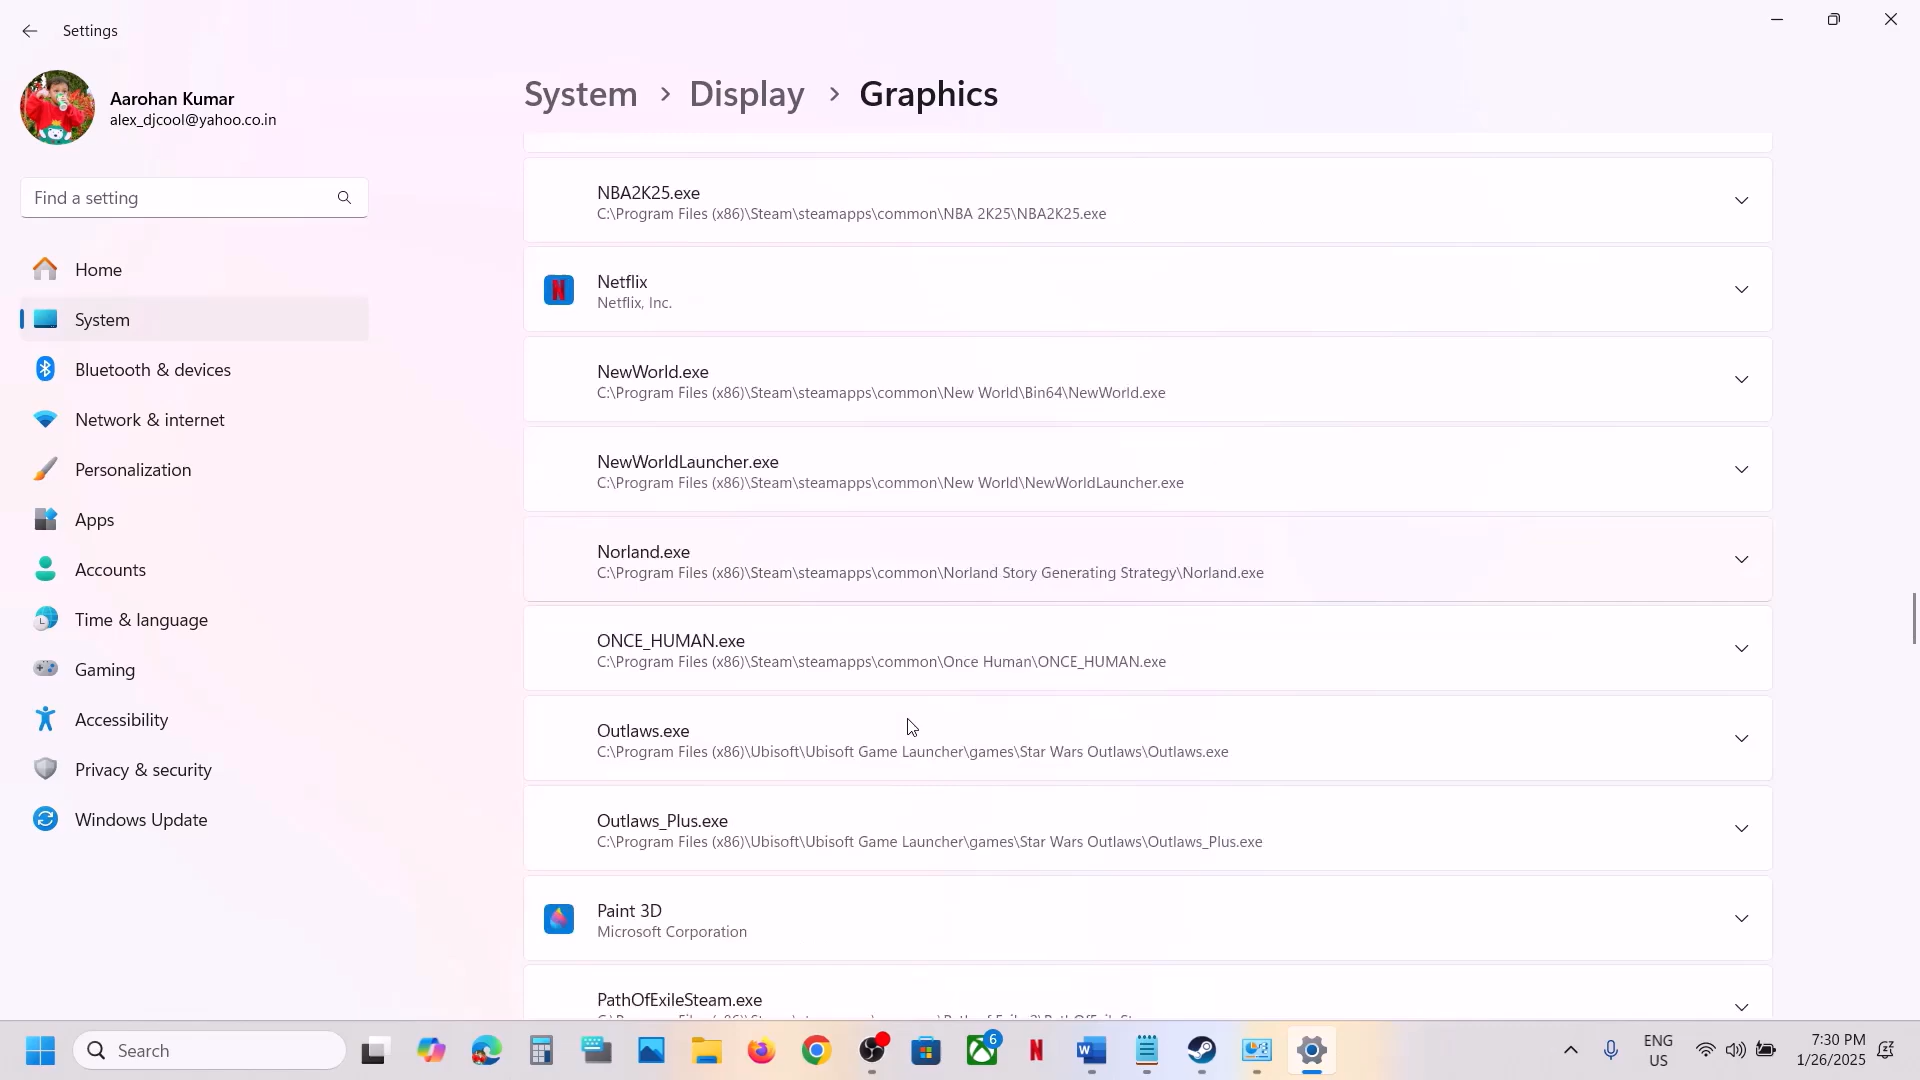 Settings
Aarohan Kumar
alex_djcool@yahoo.co.in
Find a setting
Home
System
Bluetooth & devices
Network & internet
Personalization
Apps
Accounts
Time & language
Gaming
Accessibility
Privacy & security
Windows Update
System > Display > Graphics
NBA2K25.exe
C:\Program Files (x86)\Steam\steamapps\common\NBA 2K25\NBA2K25.exe
Netflix
Netflix, Inc.
NewWorld.exe
C:\Program Files (x86)\Steam\steamapps\common\New World\Bin64\NewWorld.exe
NewWorldLauncher.exe
C:\Program Files (x86)\Steam\steamapps\common\New World\NewWorldLauncher.exe
Norland.exe
C:\Program Files (x86)\Steam\steamapps\common\Norland Story Generating Strategy\Norland.exe
ONCE_HUMAN.exe
C:\Program Files (x86)\Steam\steamapps\common\Once Human\ONCE_HUMAN.exe
Outlaws.exe
C:\Program Files (x86)\Ubisoft\Ubisoft Game Launcher\games\Star Wars Outlaws\Outlaws.exe
Outlaws_Plus.exe
C:\Program Files (x86)\Ubisoft\Ubisoft Game Launcher\games\Star Wars Outlaws\Outlaws_Plus.exe
Paint 3D
Microsoft Corporation
PathOfExileSteam.exe
Search
6
ENG
US
7:30 PM
1/26/2025